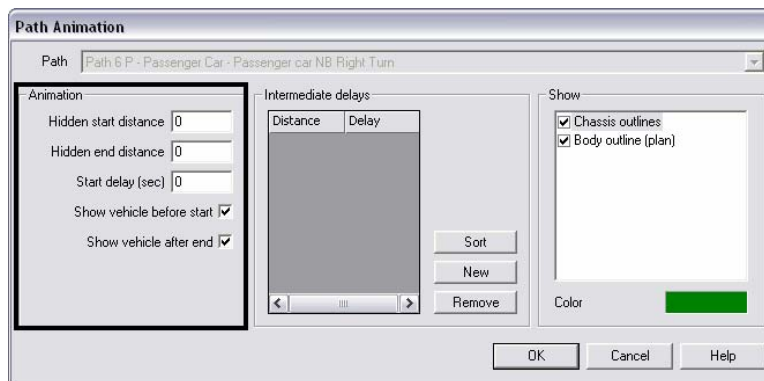 Path Animation
Path Path 6 P - Passenger Car - Passenger car NB Right Turn
Animation
Hidden start distance 0
Hidden end distance 0
Start delay (sec) 0
Show vehicle before start
Show vehicle after end
Intermediate delays
Distance Delay
Sort
New
Remove
Show
Chassis outlines
Body outline (plan)
Color
OK Cancel Help